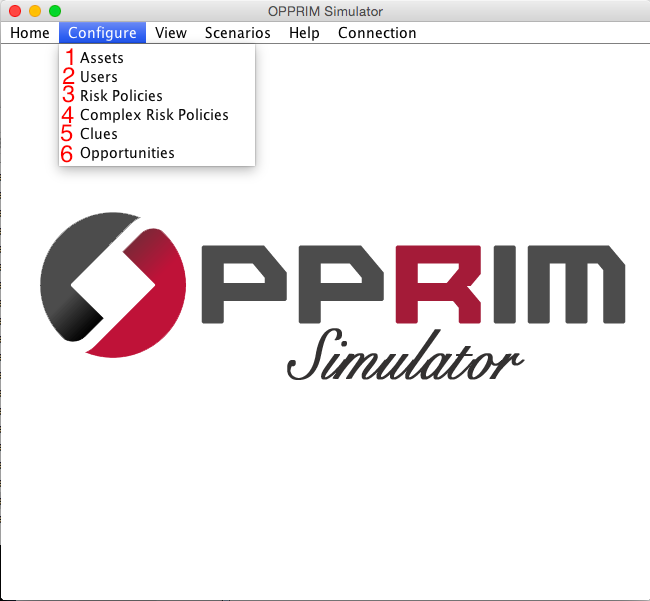 OPPRIM Simulator
Home Configure View Scenarios Help Connection
1 Assets
2 Users
3 Risk Policies
4 Complex Risk Policies
5 Clues
6 Opportunities
OPPRIM
Simulator